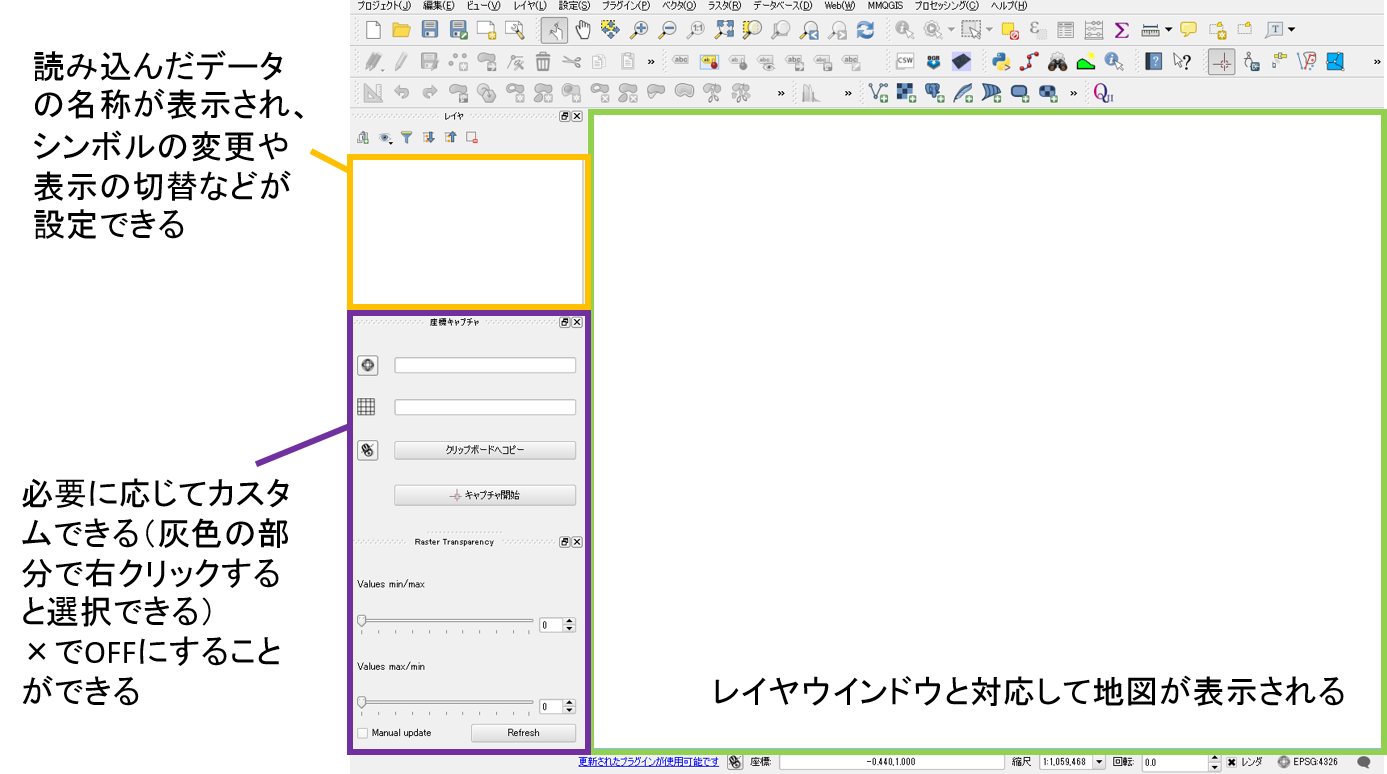 プロジェクト(J) 編集(E) ビュー(V) レイヤ(L) 設定(S) プラグイン(P) ベクタ(O) ラスタ(R) データベース(D) Web(W) MMQGIS プロセッシング(C) ヘルプ(H)
読み込んだデータ
の名称が表示され、
シンボルの変更や
表示の切替などが
設定できる
レイヤ
座標キャプチャ
クリップボードへコピー
キャプチャ開始
必要に応じてカスタ
ムできる（灰色の部
分で右クリックする
と選択できる）
×でOFFにすること
ができる
Raster Transparency
Values min/max
0
Values max/min
0
Manual update Refresh
レイヤウインドウと対応して地図が表示される
更新されたプラグインが使用可能です 座標: -0.440,1.000 縮尺 1:1,059,468 回転: 0.0 レンダ EPSG:4326